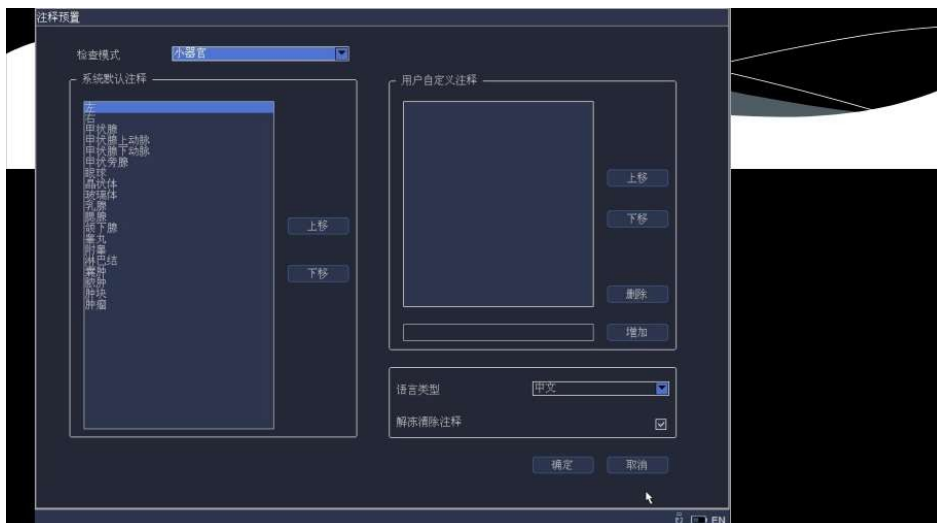 注释预置
检查模式
小器官
系统默认注释
左
右
甲状腺
甲状腺上动脉
甲状腺下动脉
甲状旁腺
眼球
晶状体
玻璃体
乳腺
腮腺
颌下腺
睾丸
附睾
淋巴结
囊肿
脓肿
肿块
肿瘤
上移
下移
用户自定义注释
上移
下移
删除
增加
语言类型
中文
解冻清除注释
确定
取消
EN